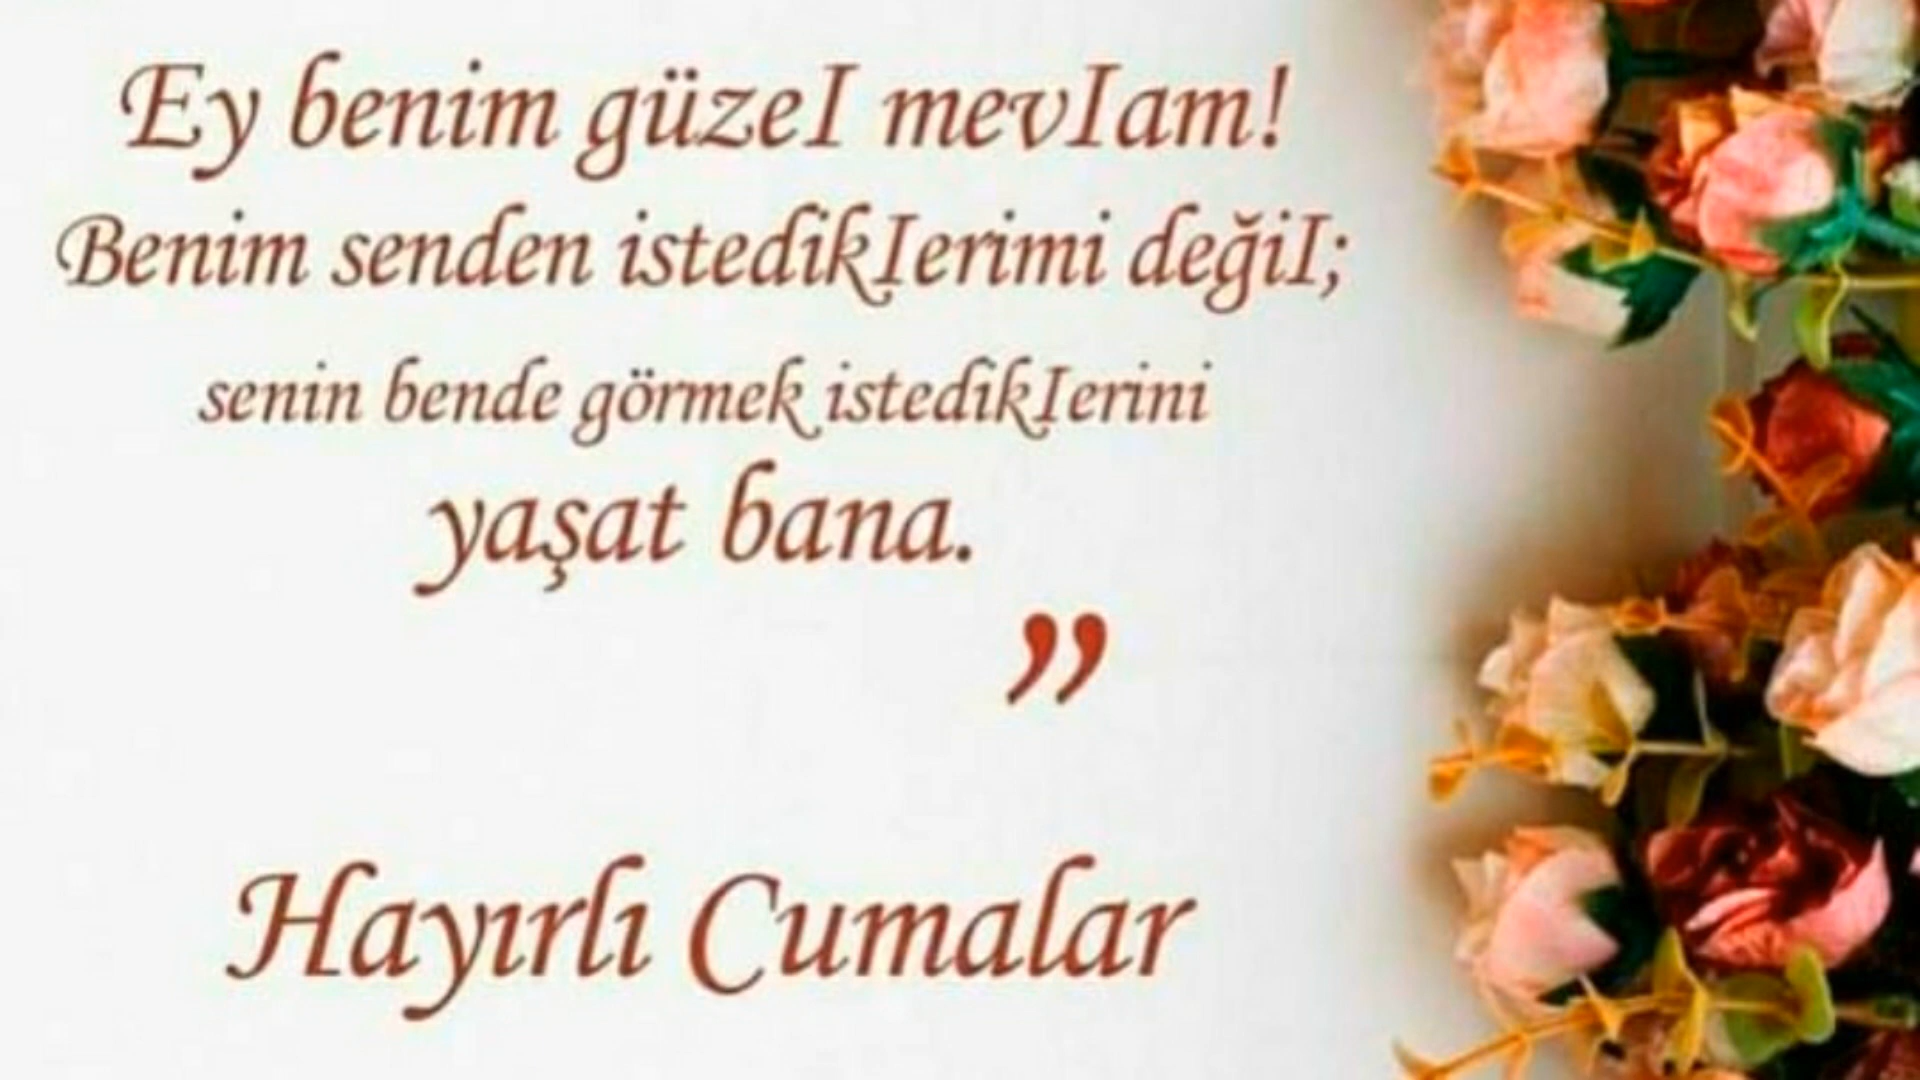 Ey benim güzeI mevIam!
Benim senden istedikIerimi değiI;
senin bende görmek istedikIerini
yaşat bana.
”
Hayırlı Cumalar